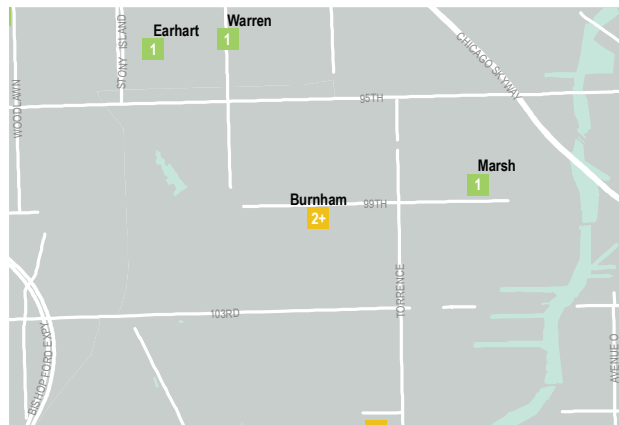 Earhart
1
Warren
1
STONY ISLAND
CHICAGO SKYWAY
WOODLAWN
95TH
Marsh
1
Burnham
2+
99TH
TORRENCE
103RD
BISHOP FORD EXPY
AVENUE O